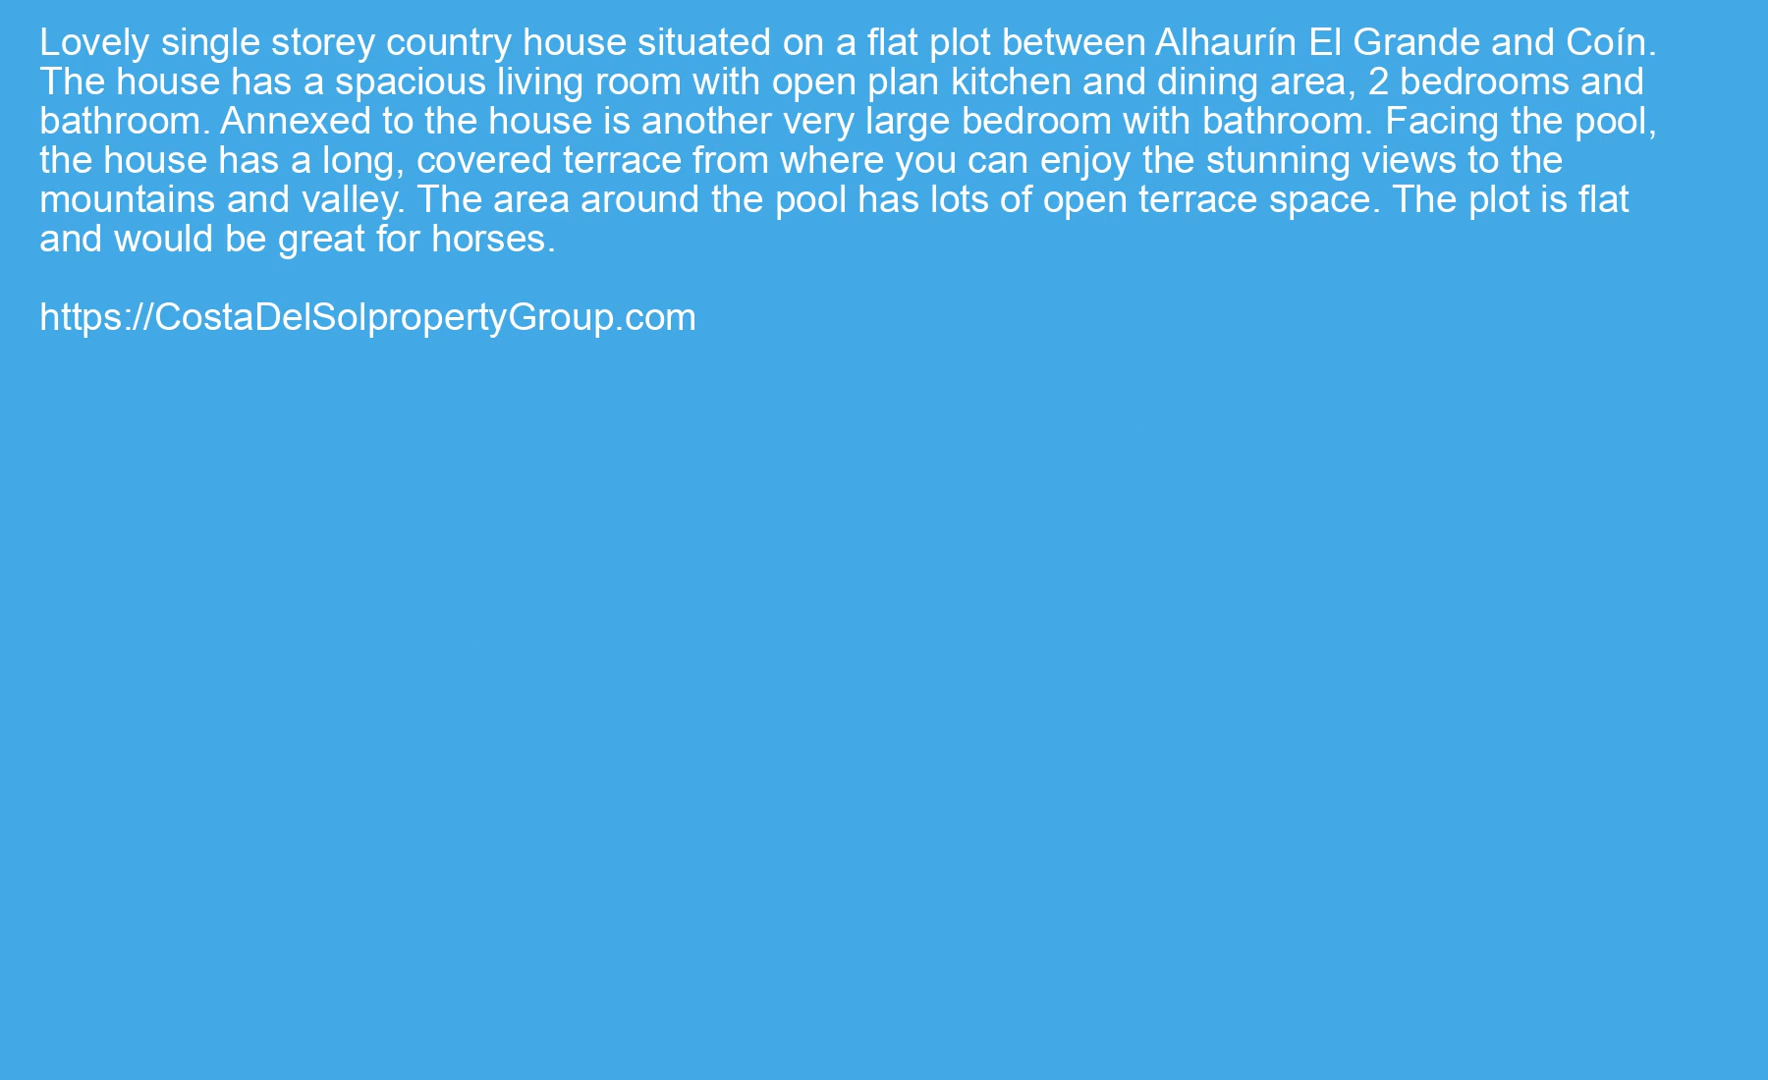 Lovely single storey country house situated on a flat plot between Alhaurín El Grande and Coín.
The house has a spacious living room with open plan kitchen and dining area, 2 bedrooms and
bathroom. Annexed to the house is another very large bedroom with bathroom. Facing the pool,
the house has a long, covered terrace from where you can enjoy the stunning views to the
mountains and valley. The area around the pool has lots of open terrace space. The plot is flat
and would be great for horses.
https://CostaDelSolpropertyGroup.com